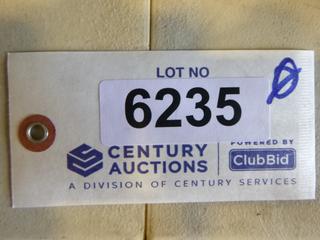 LOT NO
6235
CENTURY AUCTIONS
POWERED BY
ClubBid
A DIVISION OF CENTURY SERVICES